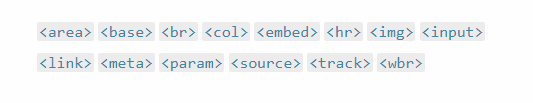 <area> <base> <br> <col> <embed> <hr> <img> <input>
<link> <meta> <param> <source> <track> <wbr>